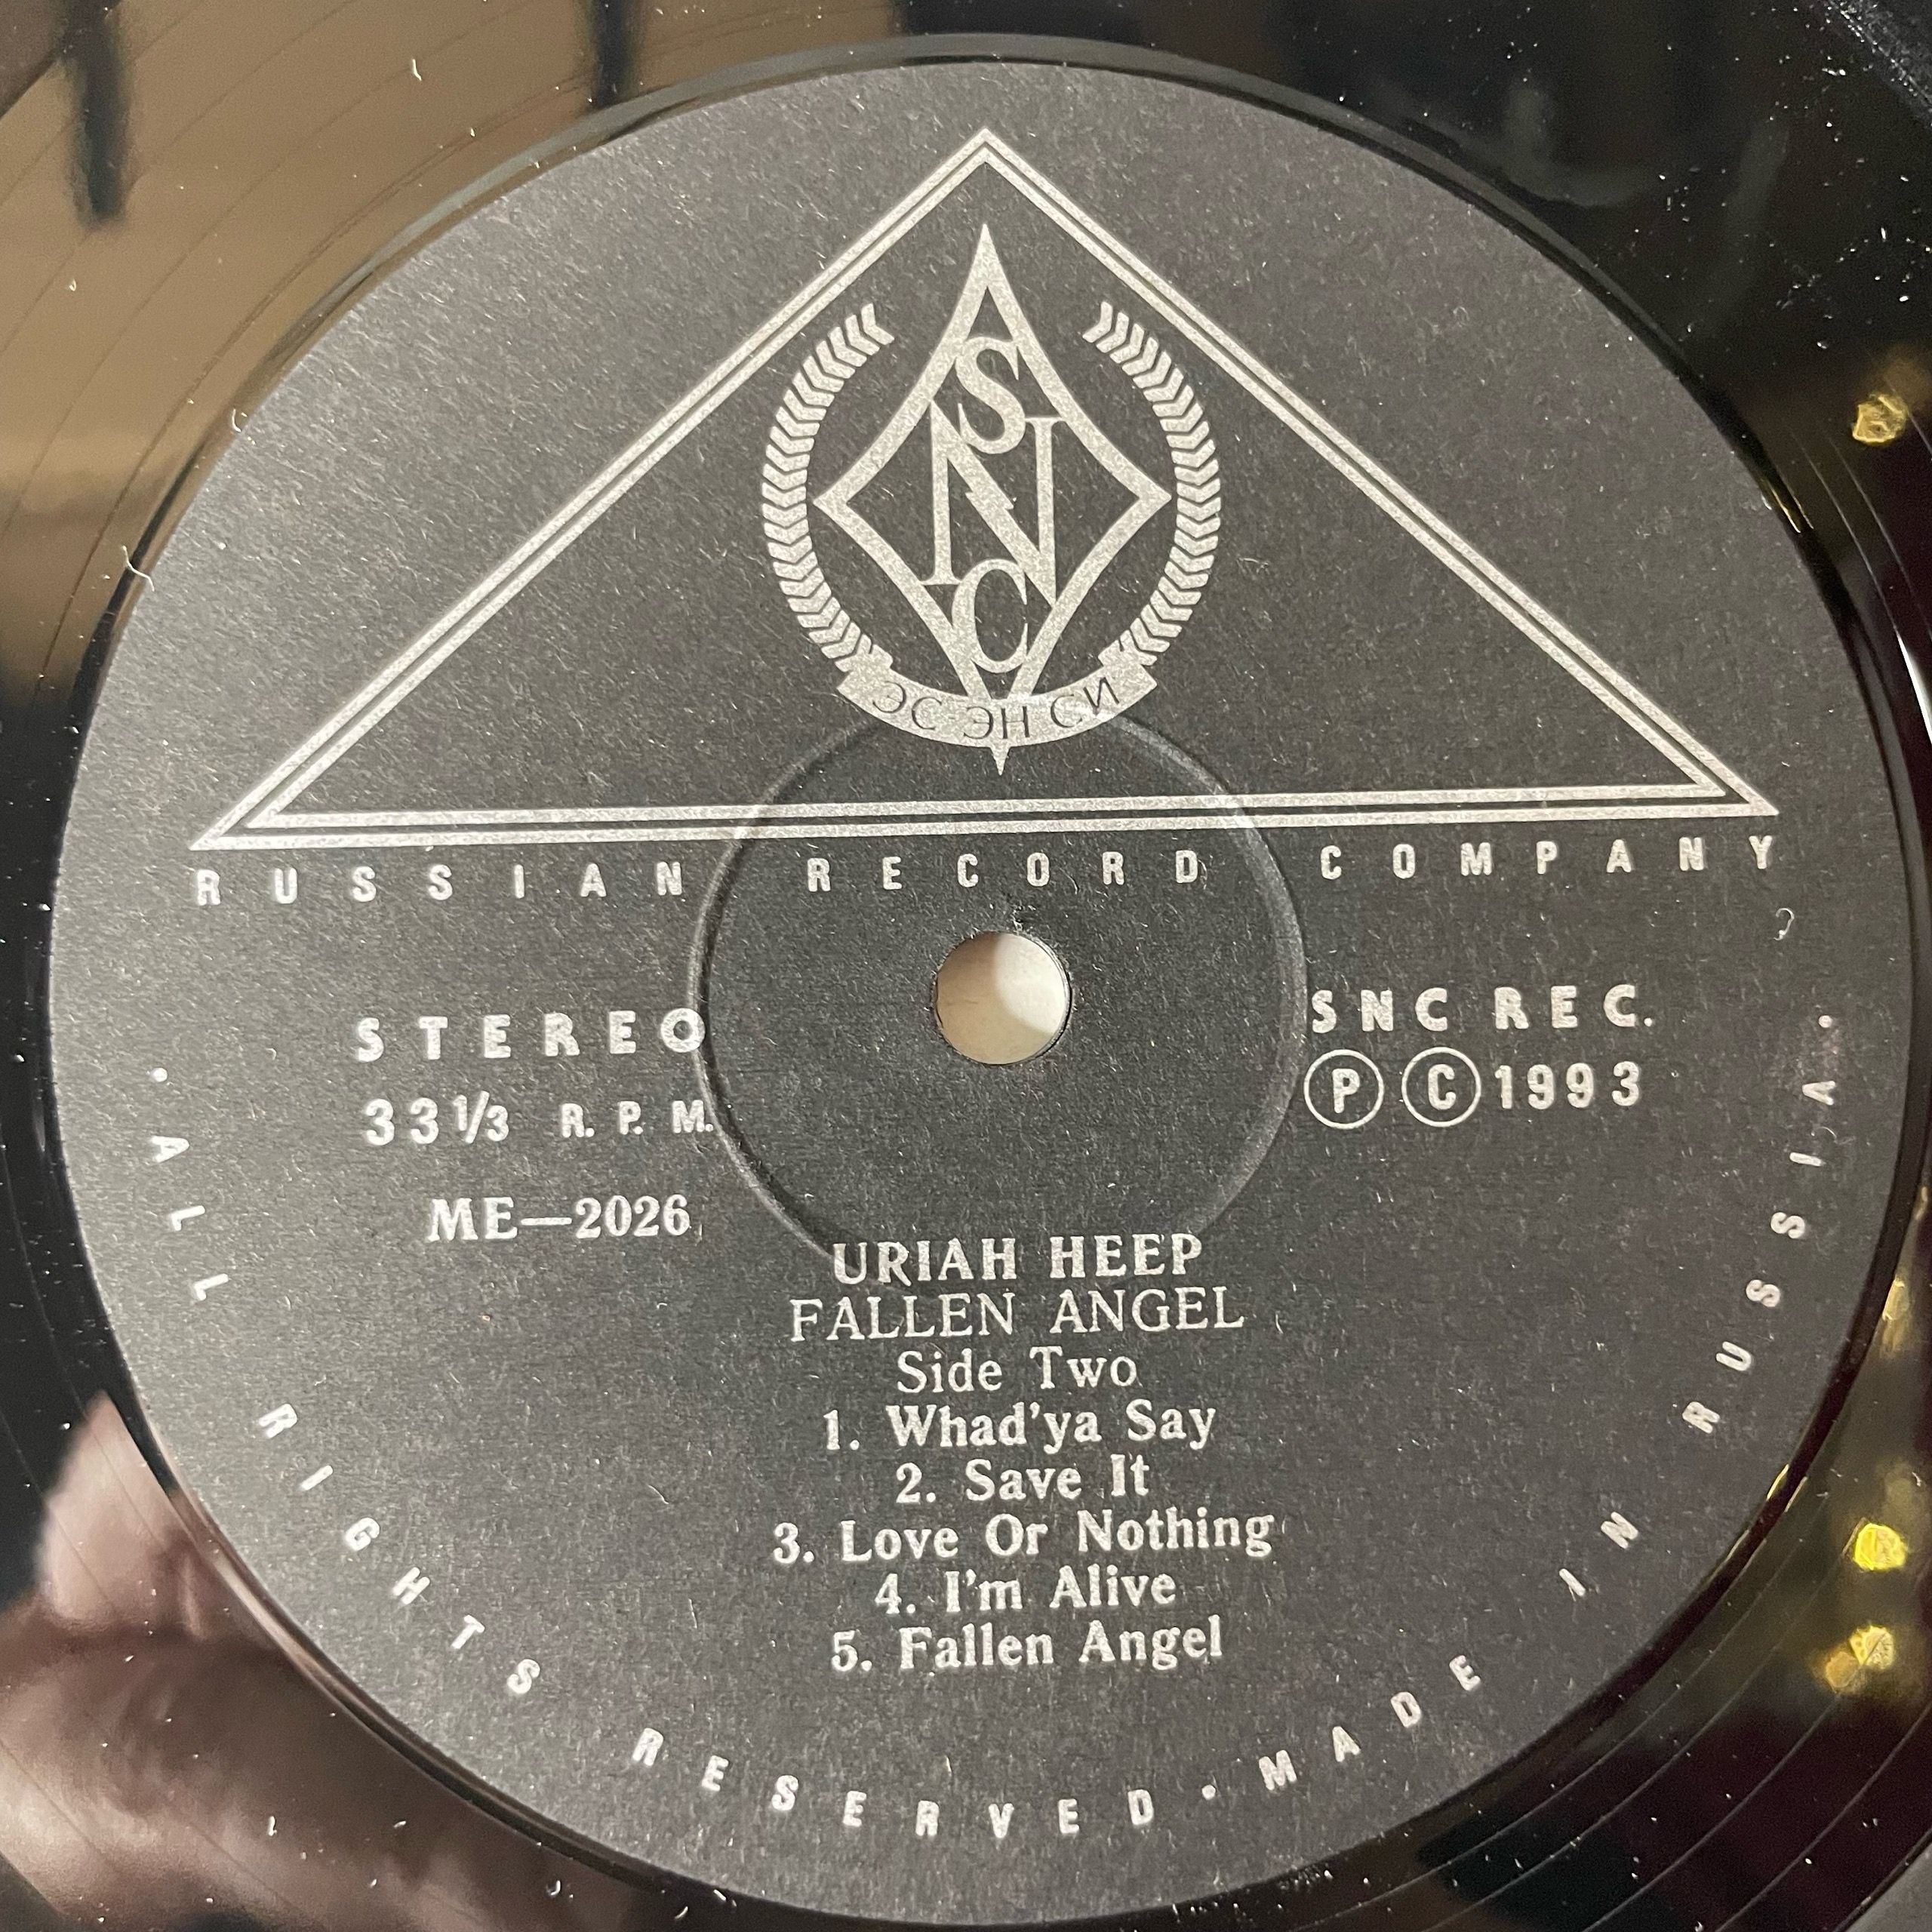 SNC
ЭС ЭН СИ
RUSSIAN RECORD COMPANY
STEREO
33 1/3 R. P. M.
ME—2026
SNC REC.
Ⓟ Ⓒ 1993
URIAH HEEP
FALLEN ANGEL
Side Two
1. Whad'ya Say
2. Save It
3. Love Or Nothing
4. I'm Alive
5. Fallen Angel
• ALL RIGHTS RESERVED • MADE IN RUSSIA •